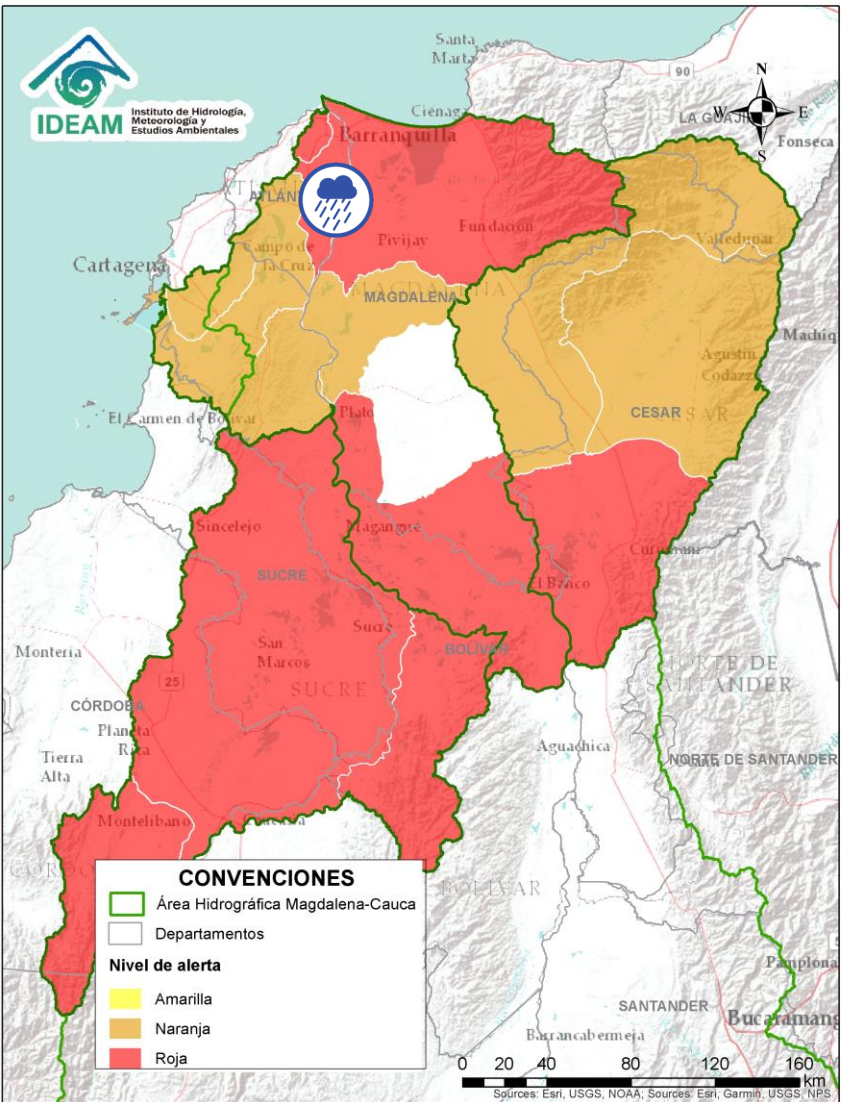 IDEAM
Instituto de Hidrología,
Meteorología y
Estudios Ambientales
Santa
Marta
90
N
W
E
S
Ciénaga
LA GUAJIRA
Fonseca
Barranquilla
Pivijay
Fundación
Valledupar
Campo de
la Cruz
Cartagena
MAGDALENA
MAGDALENA
Agustín
Codazzi
El Carmen de Bolívar
Plato
CESAR
CESAR
Sincelejo
Magangué
SUCRE
El Banco
Sucre
San
Marcos
BOLÍVAR
Montería
25
SUCRE
CÓRDOBA
NORTE DE
SANTANDER
Tierra
Alta
Aguachica
NORTE DE SANTANDER
Montelibano
BOLÍVAR
CONVENCIONES
Área Hidrográfica Magdalena-Cauca
Departamentos
Nivel de alerta
Amarilla
Naranja
Roja
Pamplona
SANTANDER
Bucaramang
Barrancabermeja
0 20 40 80 120 160
km
Sources: Esri, USGS, NOAA; Sources: Esri, Garmin, USGS, NPS